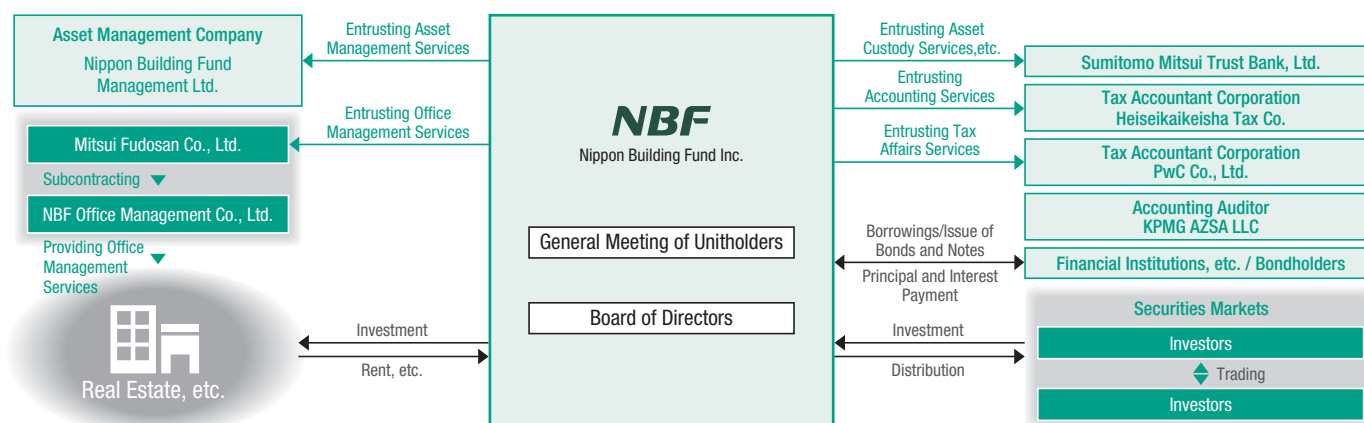 Asset Management Company
Nippon Building Fund
Management Ltd.
Entrusting Asset
Management Services
Entrusting Office
Management Services
Mitsui Fudosan Co., Ltd.
Subcontracting
NBF Office Management Co., Ltd.
Providing Office
Management
Services
Real Estate, etc.
Investment
Rent, etc.
NBF
Nippon Building Fund Inc.
General Meeting of Unitholders
Board of Directors
Entrusting Asset
Custody Services,etc.
Sumitomo Mitsui Trust Bank, Ltd.
Entrusting
Accounting Services
Tax Accountant Corporation
Heiseikaikeisha Tax Co.
Entrusting Tax
Affairs Services
Tax Accountant Corporation
PwC Co., Ltd.
Accounting Auditor
KPMG AZSA LLC
Borrowings/Issue of
Bonds and Notes
Principal and Interest
Payment
Financial Institutions, etc. / Bondholders
Investment
Distribution
Securities Markets
Investors
Trading
Investors